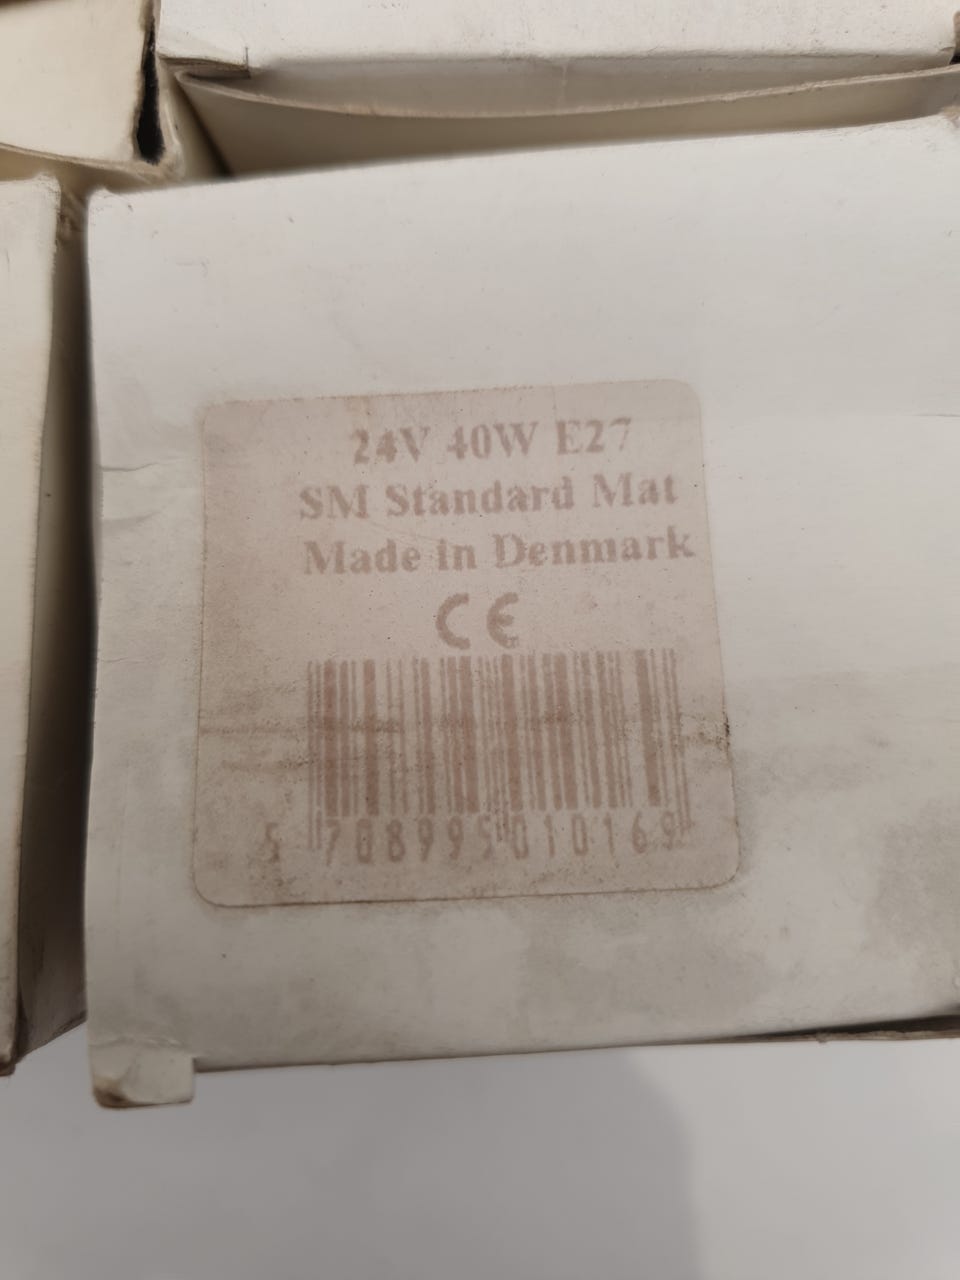 24V 40W E27
SM Standard Mat
Made in Denmark
CE
5 708995 010169